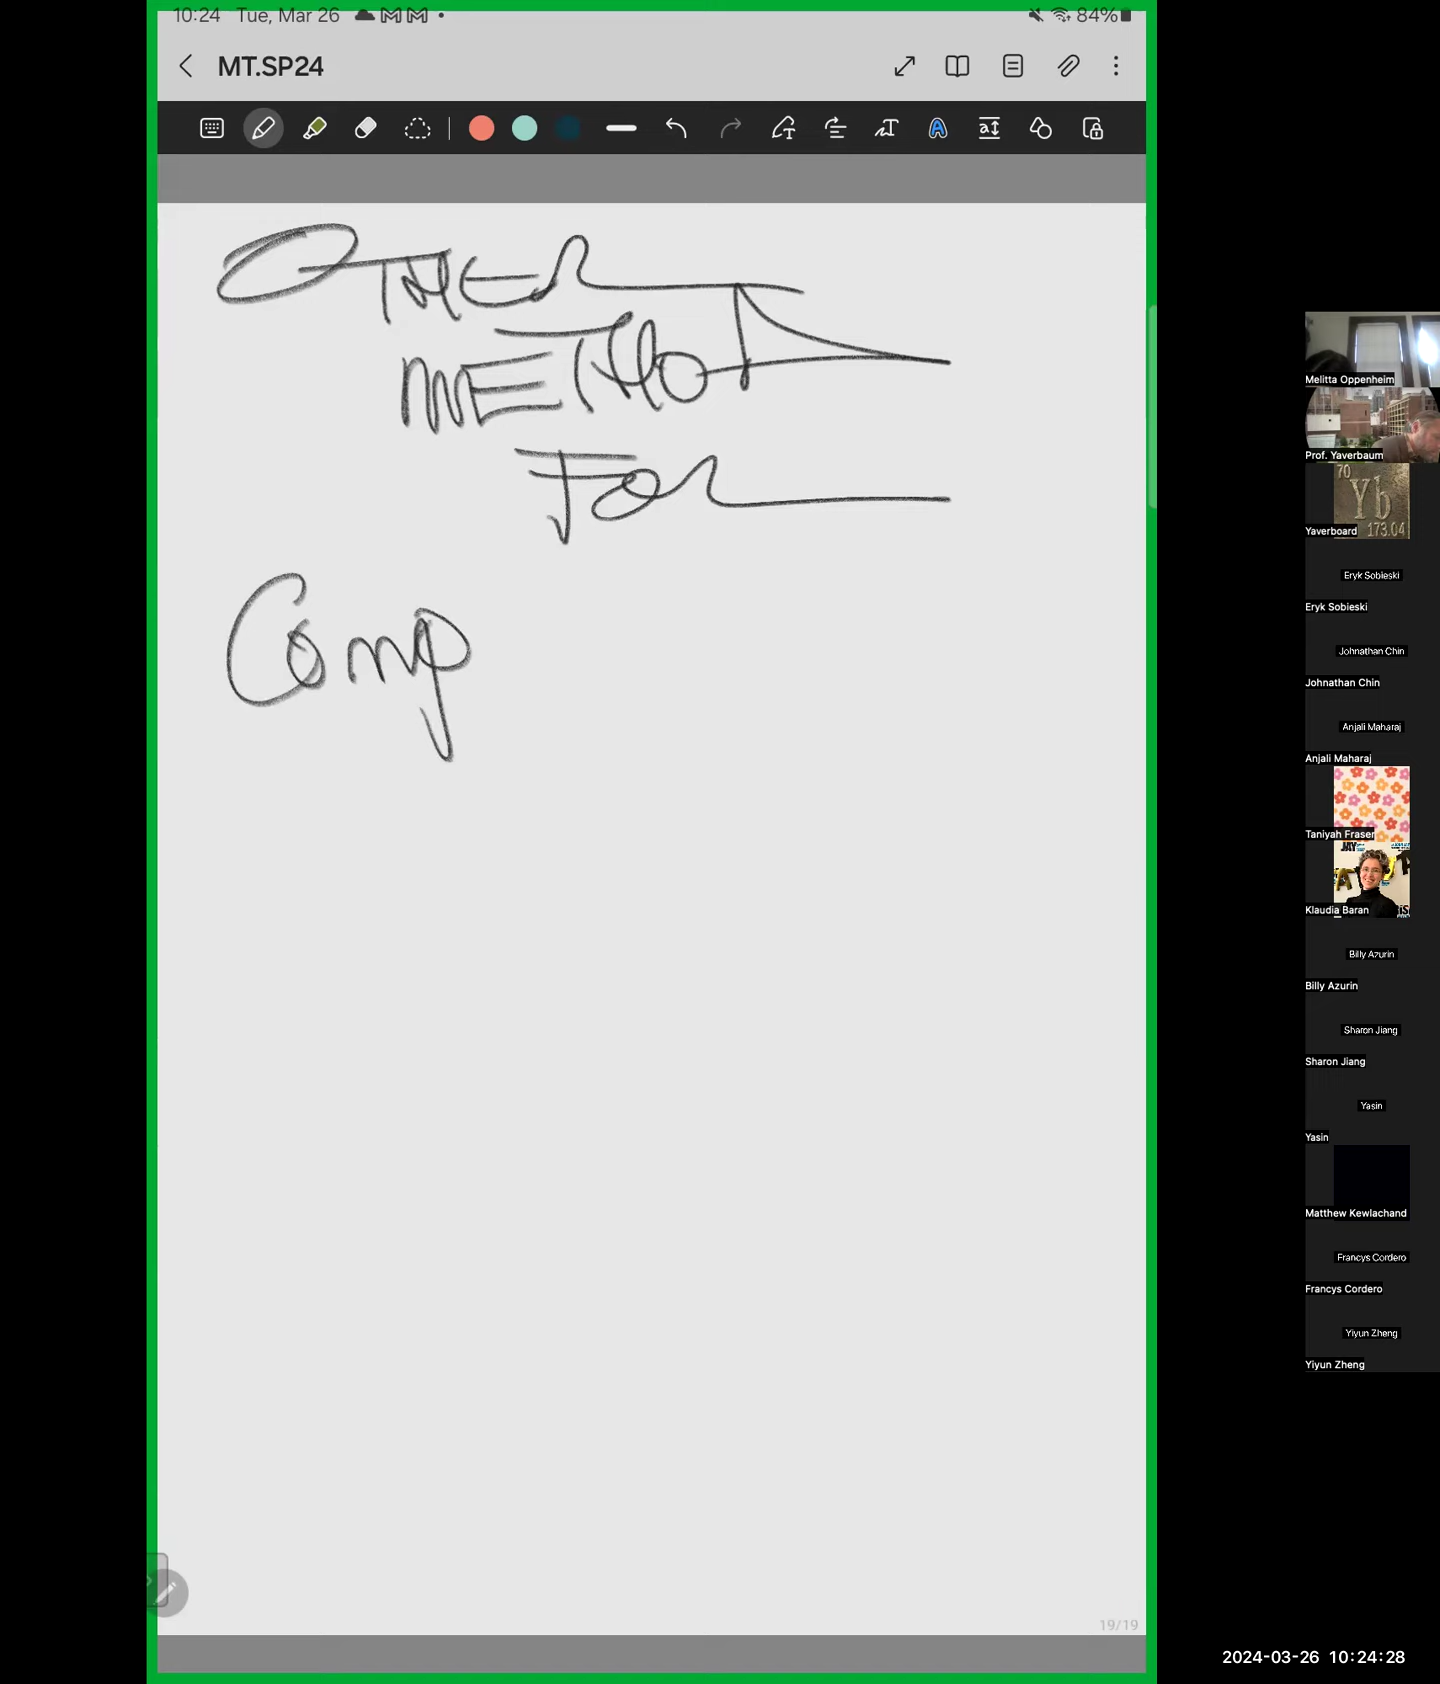 10:24 Tue, Mar 26
84%
MT.SP24
OTHER
METHOD
FOR
Comp
19/19
Melitta Oppenheim
Prof. Yaverbaum
70
Yb
173.04
Yaverboard
Eryk Sobieski
Eryk Sobieski
Johnathan Chin
Johnathan Chin
Anjali Maharaj
Anjali Maharaj
Taniyah Fraser
JAY
Klaudia Baran
Billy Azurin
Billy Azurin
Sharon Jiang
Sharon Jiang
Yasin
Yasin
Matthew Kewlachand
Francys Cordero
Francys Cordero
Yiyun Zheng
Yiyun Zheng
2024-03-26 10:24:28